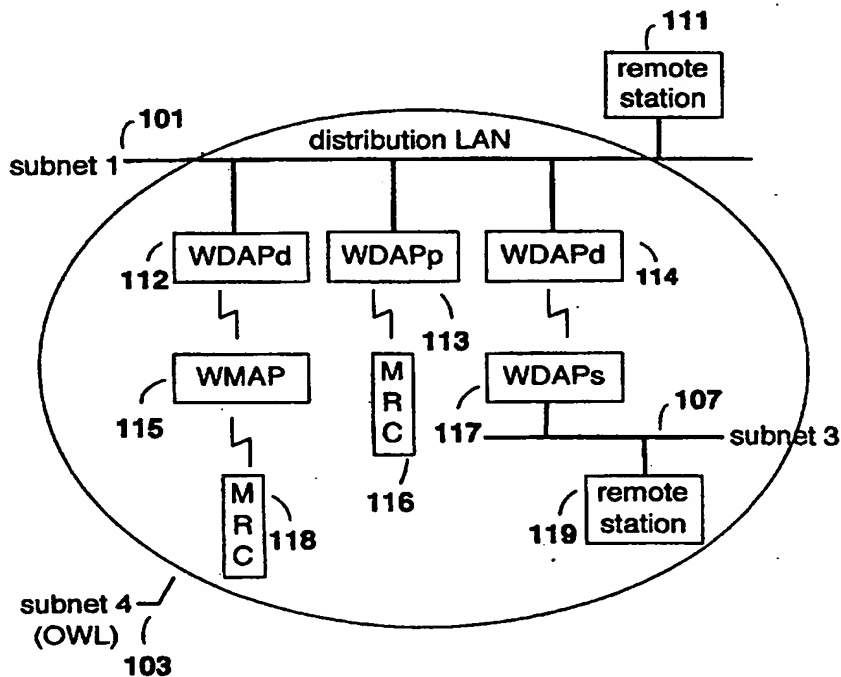 111
remote
station
101
distribution LAN
subnet 1
WDAPd
WDAPp
WDAPd
112
114
113
WMAP
M
R
C
WDAPs
115
117
107
subnet 3
116
M
R
C
118
remote
station
119
subnet 4
(OWL)
103